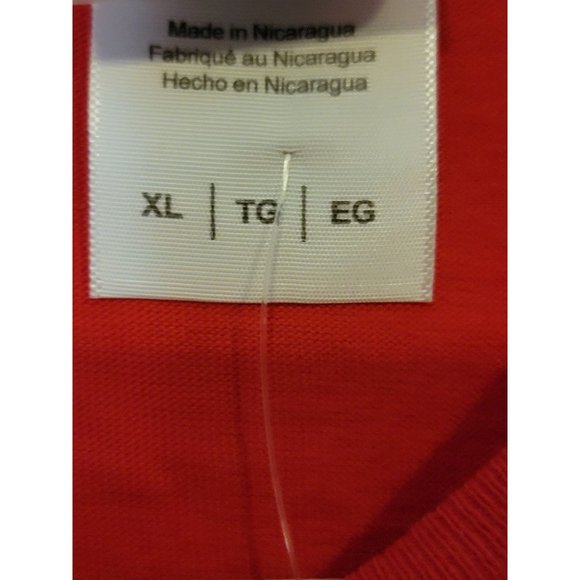 Made in Nicaragua
Fabriqué au Nicaragua
Hecho en Nicaragua
XL | TG | EG